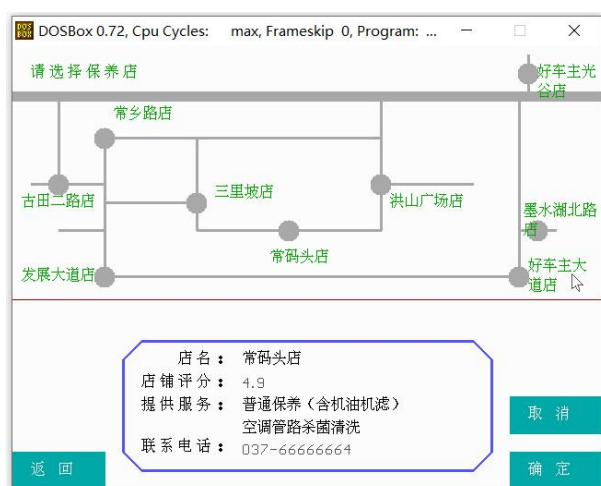 DOSBox 0.72, Cpu Cycles: max, Frameskip 0, Program: ...
请选择保养店
好车主光
谷店
常乡路店
古田二路店
三里坡店
洪山广场店
墨水湖北路
店
常码头店
发展大道店
好车主大
道店
店名： 常码头店
店铺评分： 4.9
提供服务： 普通保养（含机油机滤）
空调管路杀菌清洗
联系电话： 037-66666664
取 消
返 回
确 定